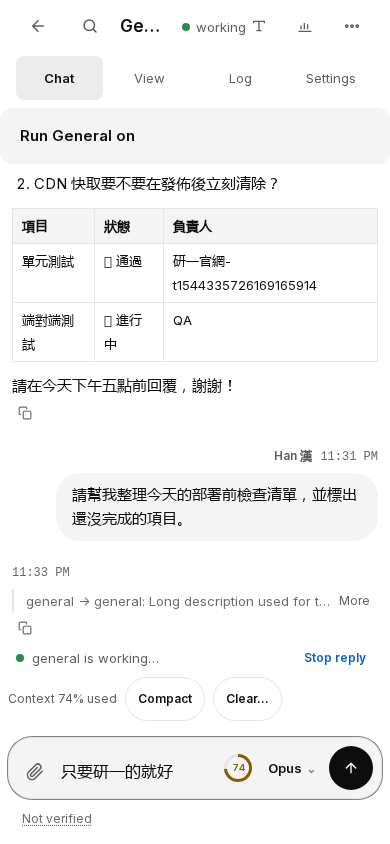 Ge...
working
Chat
View
Log
Settings
Run General on
2. CDN 快取要不要在發佈後立刻清除？
項目 狀態 負責人
單元測試 通過 研一官網-
t1544335726169165914
端對端測試 進行中 QA
請在今天下午五點前回覆，謝謝！
Han 漢 11:31 PM
請幫我整理今天的部署前檢查清單，並標出
還沒完成的項目。
11:33 PM
general → general: Long description used for t... More
general is working... Stop reply
Context 74% used Compact Clear...
只要研一的就好 74 Opus
Not verified